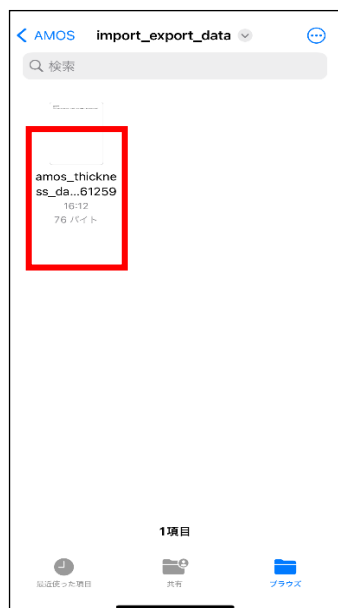 AMOS import_export_data
検索
amos_thickne
ss_da...61259
16:12
76 バイト
1項目
最近使った項目 共有 ブラウズ